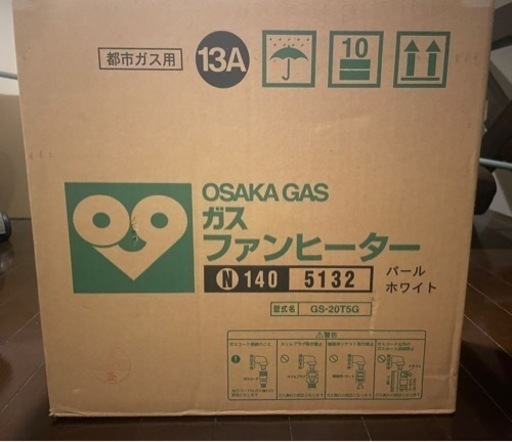 都市ガス用
13A
10
OSAKA GAS
ガス
ファンヒーター
N 140 5132
パール
ホワイト
型式名 GS-20T5G
警告